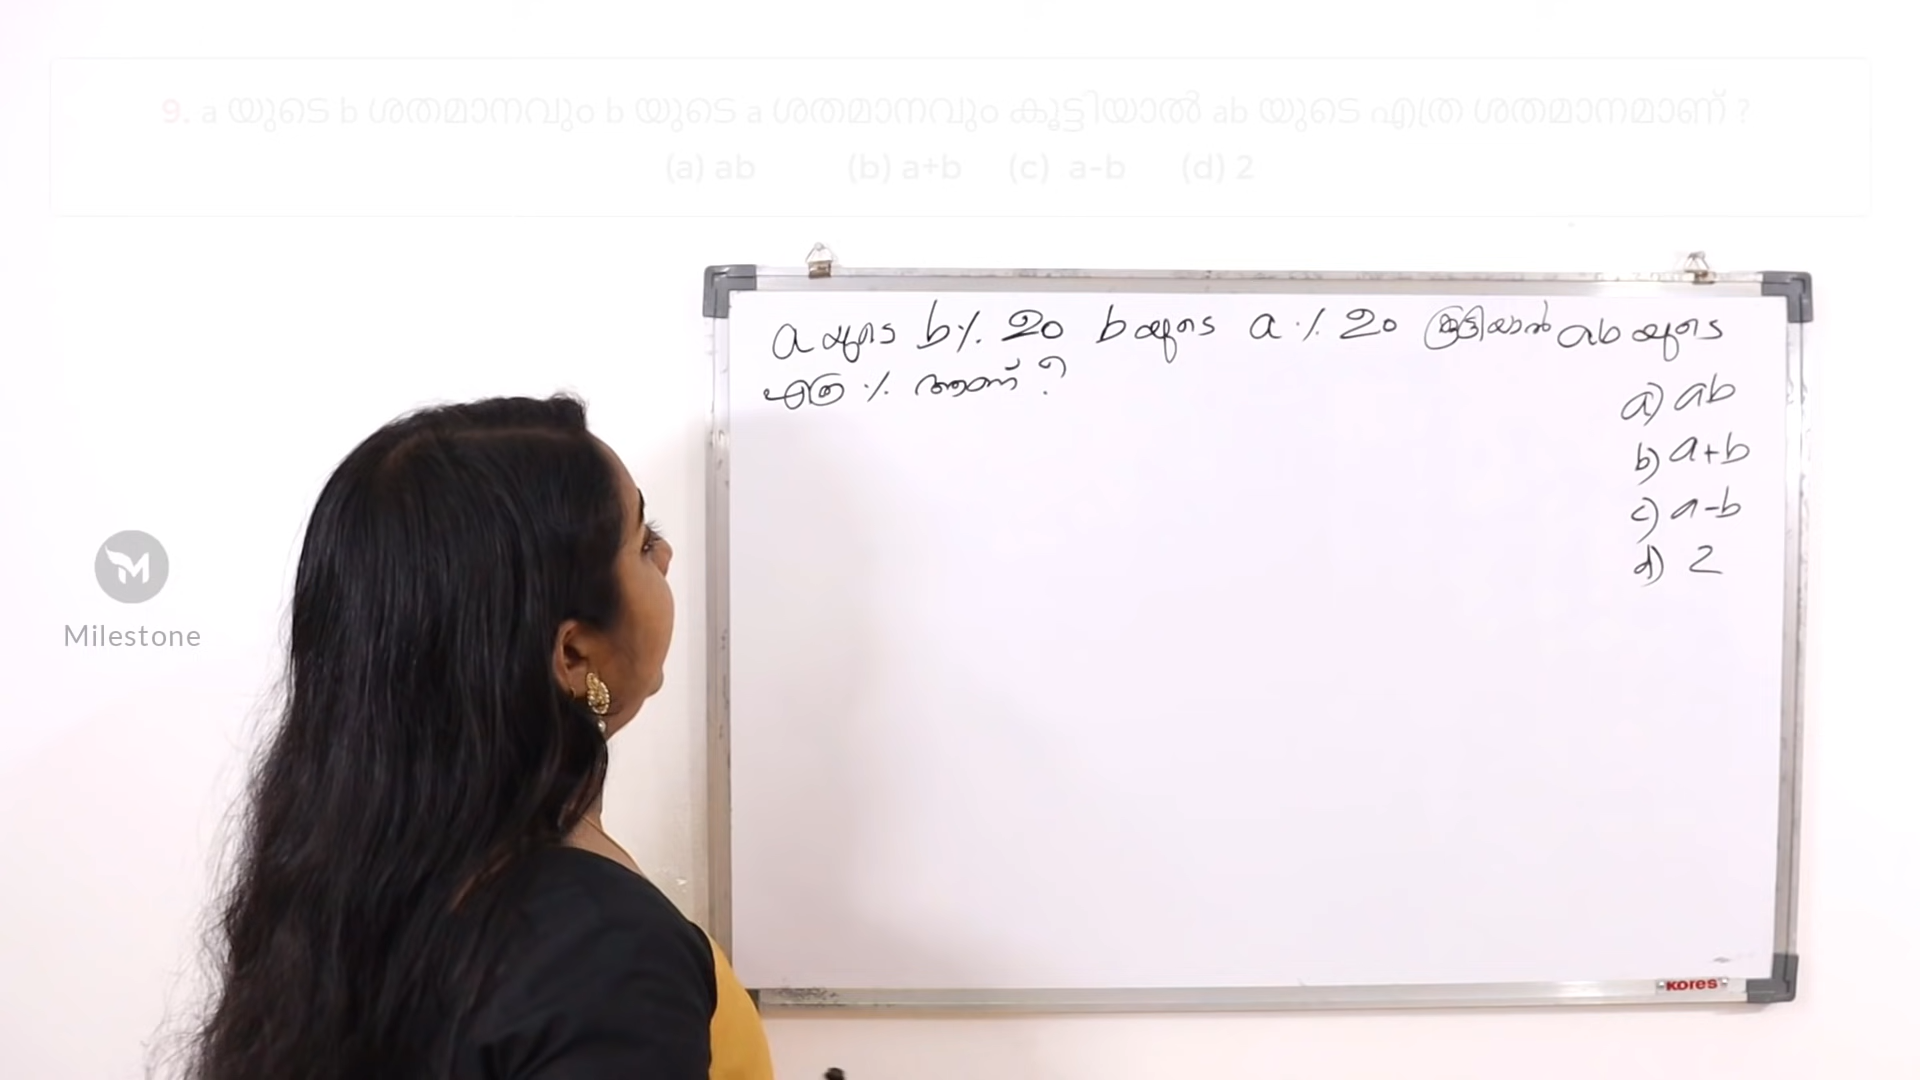 9. a യുടെ b ശതമാനവും b യുടെ a ശതമാനവും കൂട്ടിയാൽ ab യുടെ എത്ര ശതമാനമാണ് ?
(a) ab (b) a+b (c) a-b (d) 2
a യുടെ b% ഉം b യുടെ a % ഉം കൂട്ടിയാൽ ab യുടെ
എത്ര % ആണ് ?
a) ab
b) a+b
c) a-b
d) 2
M
Milestone
KORES